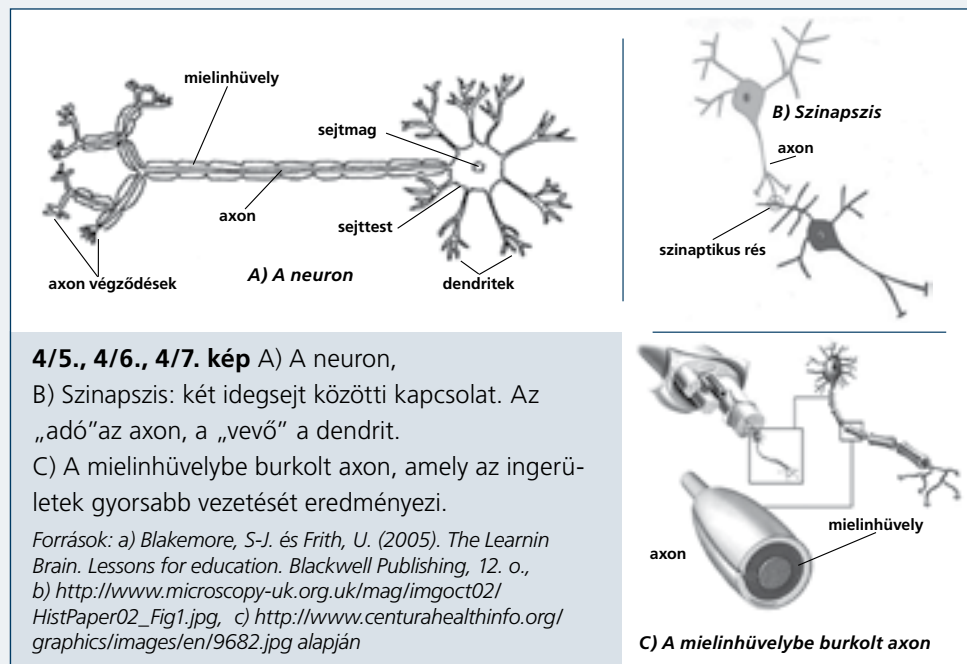 mielinhüvely
sejtmag
axon
sejttest
axon végződések
A) A neuron
dendritek
B) Szinapszis
axon
szinaptikus rés
4/5., 4/6., 4/7. kép A) A neuron,
B) Szinapszis: két idegsejt közötti kapcsolat. Az
„adó”az axon, a „vevő” a dendrit.
C) A mielinhüvelybe burkolt axon, amely az ingerü-
letek gyorsabb vezetését eredményezi.
Források: a) Blakemore, S-J. és Frith, U. (2005). The Learnin
Brain. Lessons for education. Blackwell Publishing, 12. o.,
b) http://www.microscopy-uk.org.uk/mag/imgoct02/
HistPaper02_Fig1.jpg, c) http://www.centurahealthinfo.org/
graphics/images/en/9682.jpg alapján
mielinhüvely
axon
C) A mielinhüvelybe burkolt axon